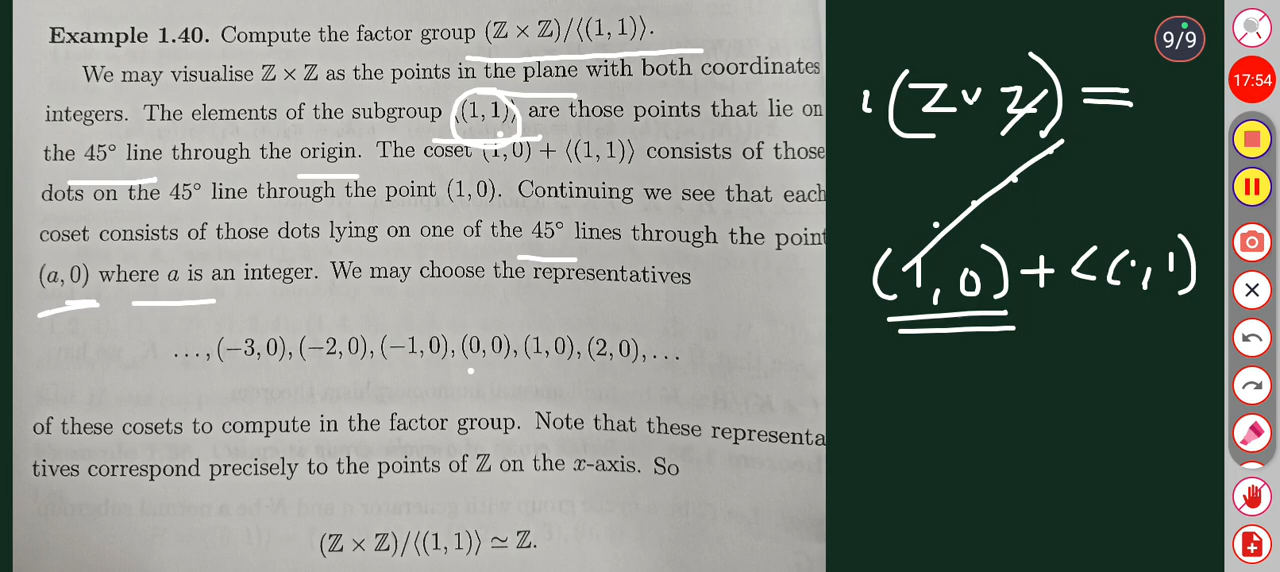 Example 1.40. Compute the factor group (ℤ × ℤ)/⟨(1, 1)⟩.
We may visualise ℤ × ℤ as the points in the plane with both coordinates
integers. The elements of the subgroup ⟨(1, 1)⟩ are those points that lie on
the 45° line through the origin. The coset (1, 0) + ⟨(1, 1)⟩ consists of those
dots on the 45° line through the point (1, 0). Continuing we see that each
coset consists of those dots lying on one of the 45° lines through the point
(a, 0) where a is an integer. We may choose the representatives
..., (−3, 0), (−2, 0), (−1, 0), (0, 0), (1, 0), (2, 0), ...
of these cosets to compute in the factor group. Note that these representa
tives correspond precisely to the points of ℤ on the x-axis. So
(ℤ × ℤ)/⟨(1, 1)⟩ ≃ ℤ.
(Z × Z) =
(1, 0) + <(1, 1)
9/9
17:54